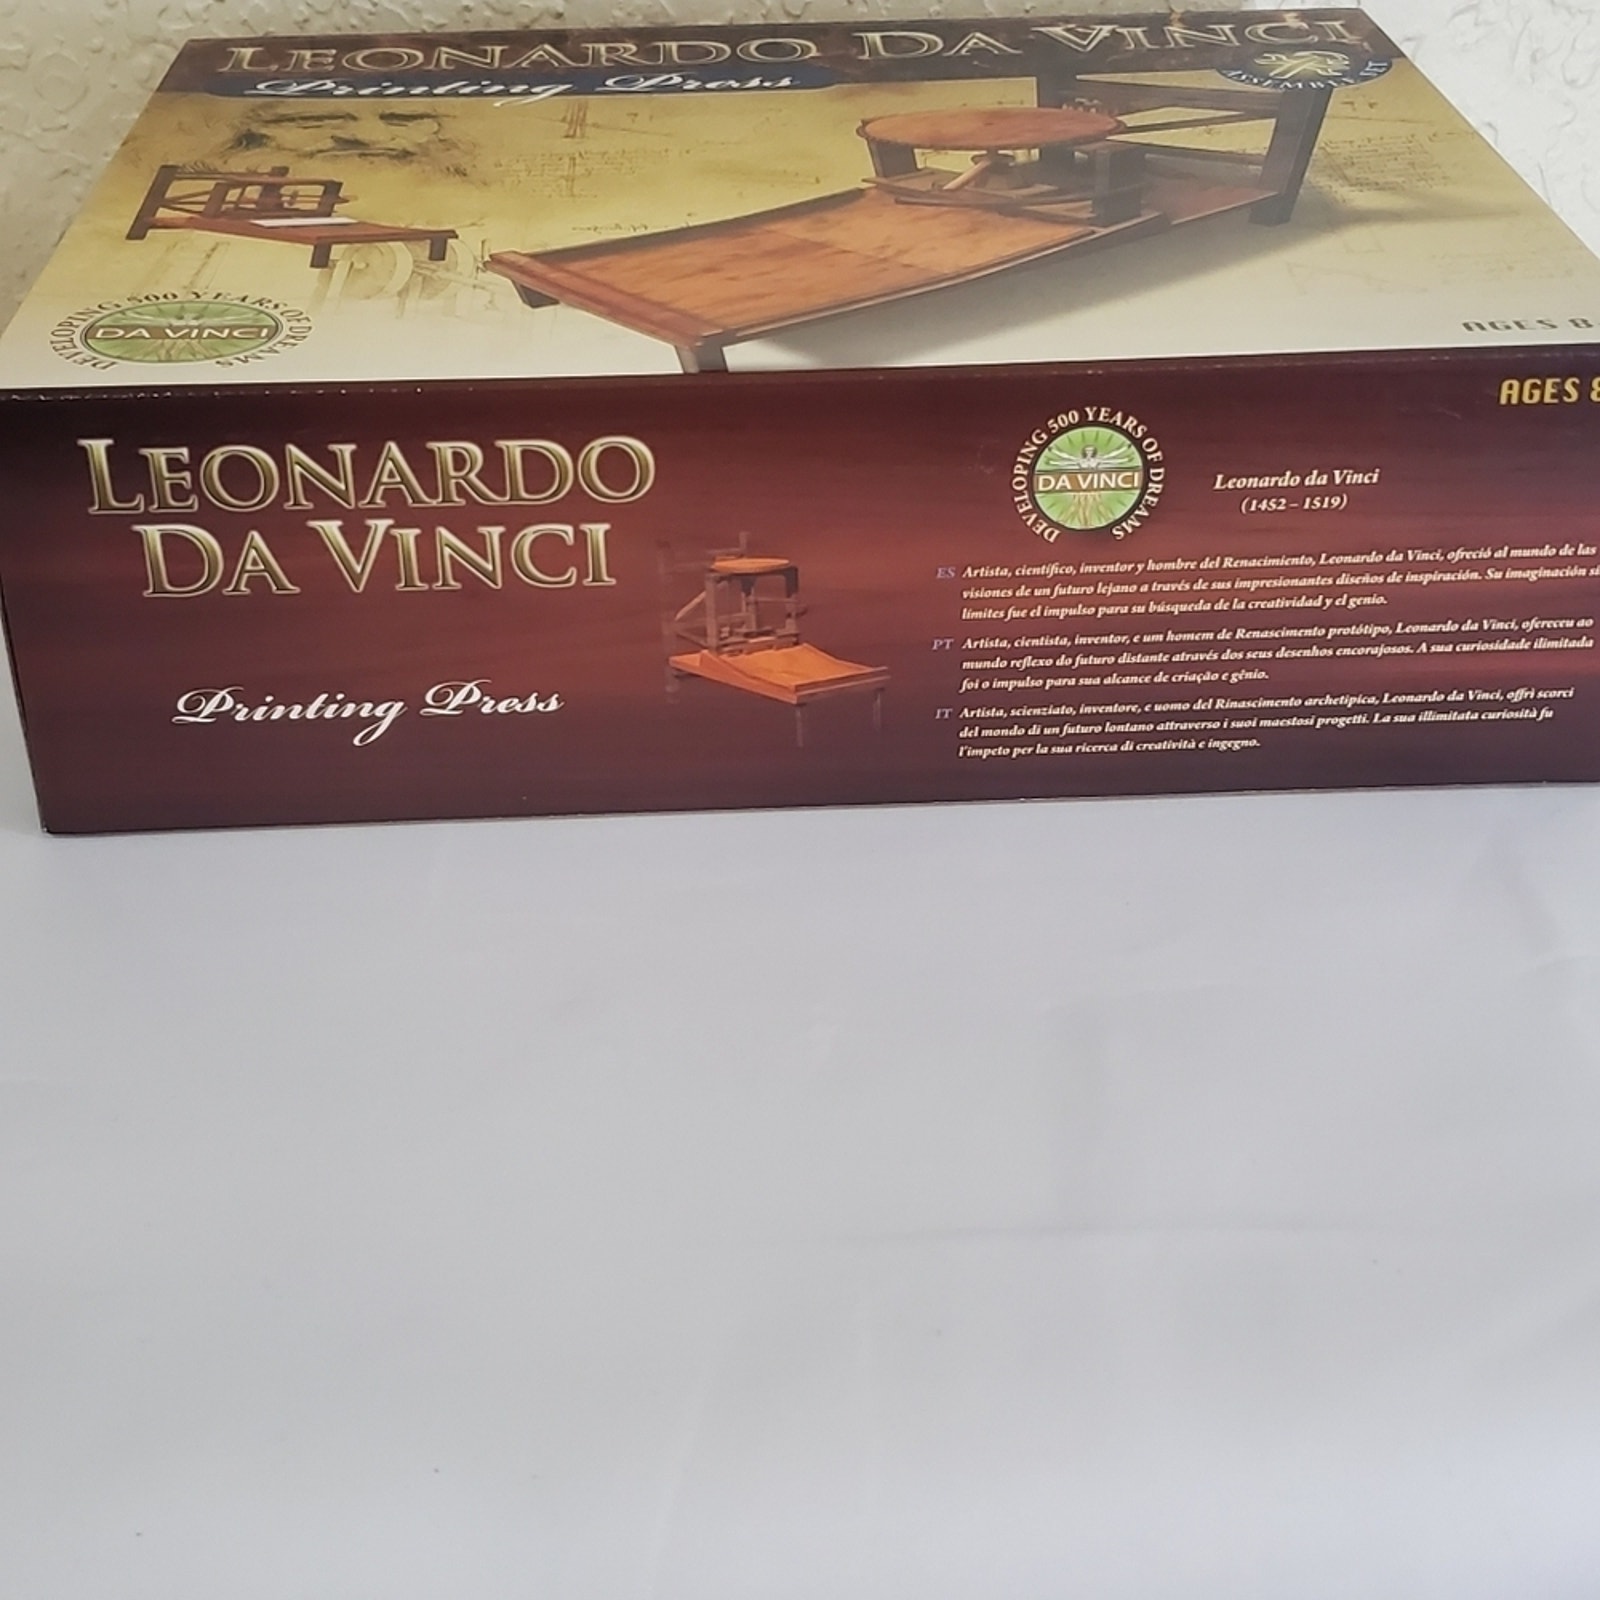 LEONARDO DA VINCI
Printing Press
DEVELOPING 500 YEARS OF DREAMS
DA VINCI
AGES 8
AGES 8
LEONARDO
DA VINCI
Printing Press
DEVELOPING 500 YEARS OF DREAMS
DA VINCI
Leonardo da Vinci
(1452 – 1519)
ES Artista, científico, inventor y hombre del Renacimiento, Leonardo da Vinci, ofreció al mundo de las
visiones de un futuro lejano a través de sus impresionantes diseños de inspiración. Su imaginación
límites fue el impulso para su búsqueda de la creatividad y el genio.
PT Artista, cientista, inventor, e um homem de Renascimento protótipo, Leonardo da Vinci, ofereceu ao
mundo reflexo do futuro distante através dos seus desenhos encorajosos. A sua curiosidade ilimitada
foi o impulso para sua alcance de criação e gênio.
IT Artista, scienziato, inventore, e uomo del Rinascimento archetipica, Leonardo da Vinci, offrì scorci
del mondo di un futuro lontano attraverso i suoi maestosi progetti. La sua illimitata curiosità fu
l'impeto per la sua ricerca di creatività e ingegno.